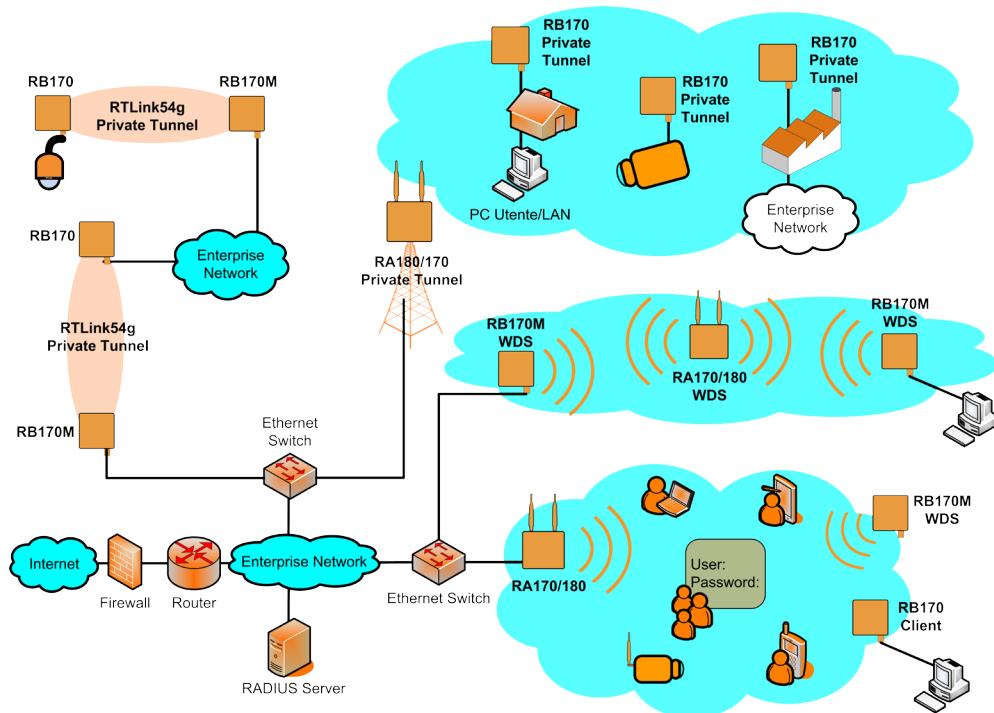 RB170
Private
Tunnel
RB170
Private
Tunnel
RB170
Private
Tunnel
RB170
RB170M
RTLink54g
Private Tunnel
PC Utente/LAN
Enterprise
Network
RB170
Enterprise
Network
RA180/170
Private Tunnel
RTLink54g
Private Tunnel
RB170M
WDS
RB170M
WDS
RA170/180
WDS
RB170M
Ethernet
Switch
RB170M
WDS
Internet
Enterprise Network
User:
Password:
RA170/180
Firewall
Router
Ethernet Switch
RB170
Client
RADIUS Server